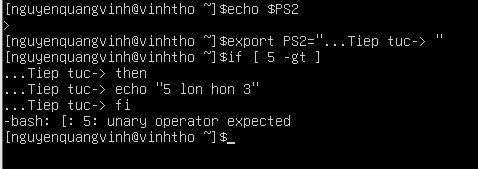 [nguyenquangvinh@vinhtho ~]$echo $PS2
>
[nguyenquangvinh@vinhtho ~]$export PS2="...Tiep tuc-> "
[nguyenquangvinh@vinhtho ~]$if [ 5 -gt ]
...Tiep tuc-> then
...Tiep tuc-> echo "5 lon hon 3"
...Tiep tuc-> fi
-bash: [: 5: unary operator expected
[nguyenquangvinh@vinhtho ~]$_